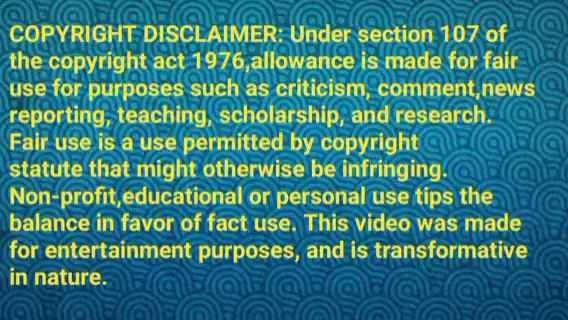 COPYRIGHT DISCLAIMER: Under section 107 of
the copyright act 1976,allowance is made for fair
use for purposes such as criticism, comment,news
reporting, teaching, scholarship, and research.
Fair use is a use permitted by copyright
statute that might otherwise be infringing.
Non-profit,educational or personal use tips the
balance in favor of fact use. This video was made
for entertainment purposes, and is transformative
in nature.